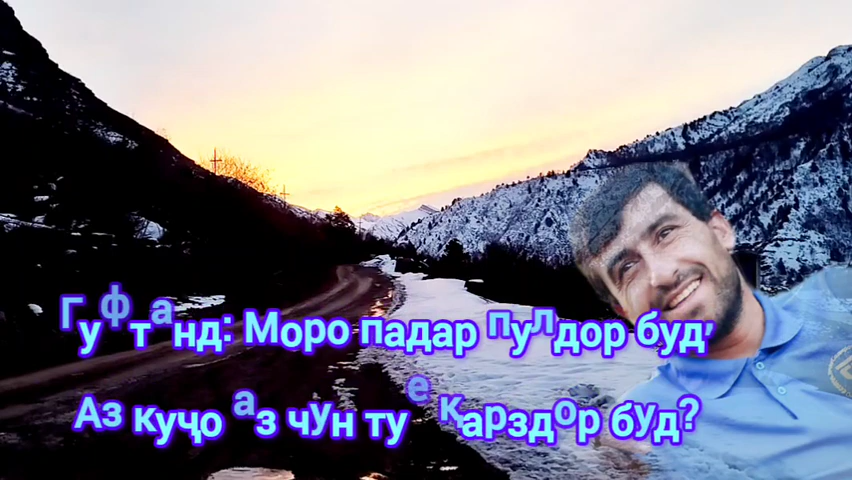 Гуфтанд: Моро падар пулдор буд,
Аз куҷо аз чун туе қарздор буд?